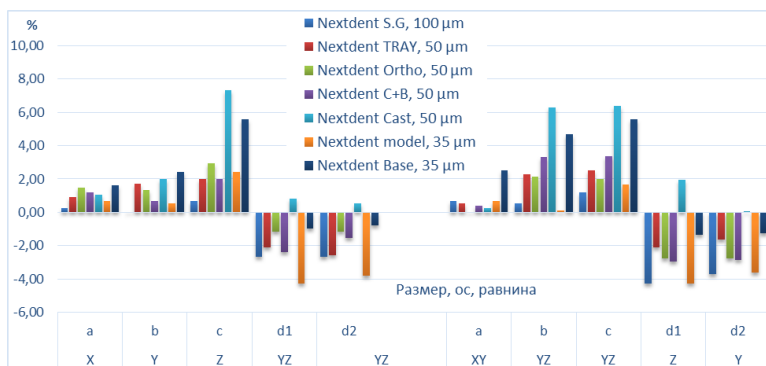 %
10,00
8,00
6,00
4,00
2,00
0,00
-2,00
-4,00
-6,00
Nextdent S.G, 100 µm
Nextdent TRAY, 50 µm
Nextdent Ortho, 50 µm
Nextdent C+B, 50 µm
Nextdent Cast, 50 µm
Nextdent model, 35 µm
Nextdent Base, 35 µm
Размер, ос, равнина
a b c d1 d2 a b c d1 d2
X Y Z YZ YZ XY YZ YZ Z Y